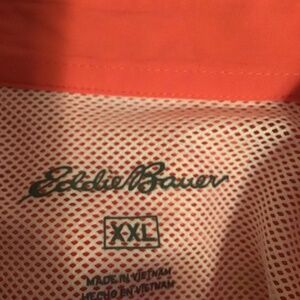 Eddie Bauer
XXL
MADE IN VIETNAM
HECHO EN VIETNAM